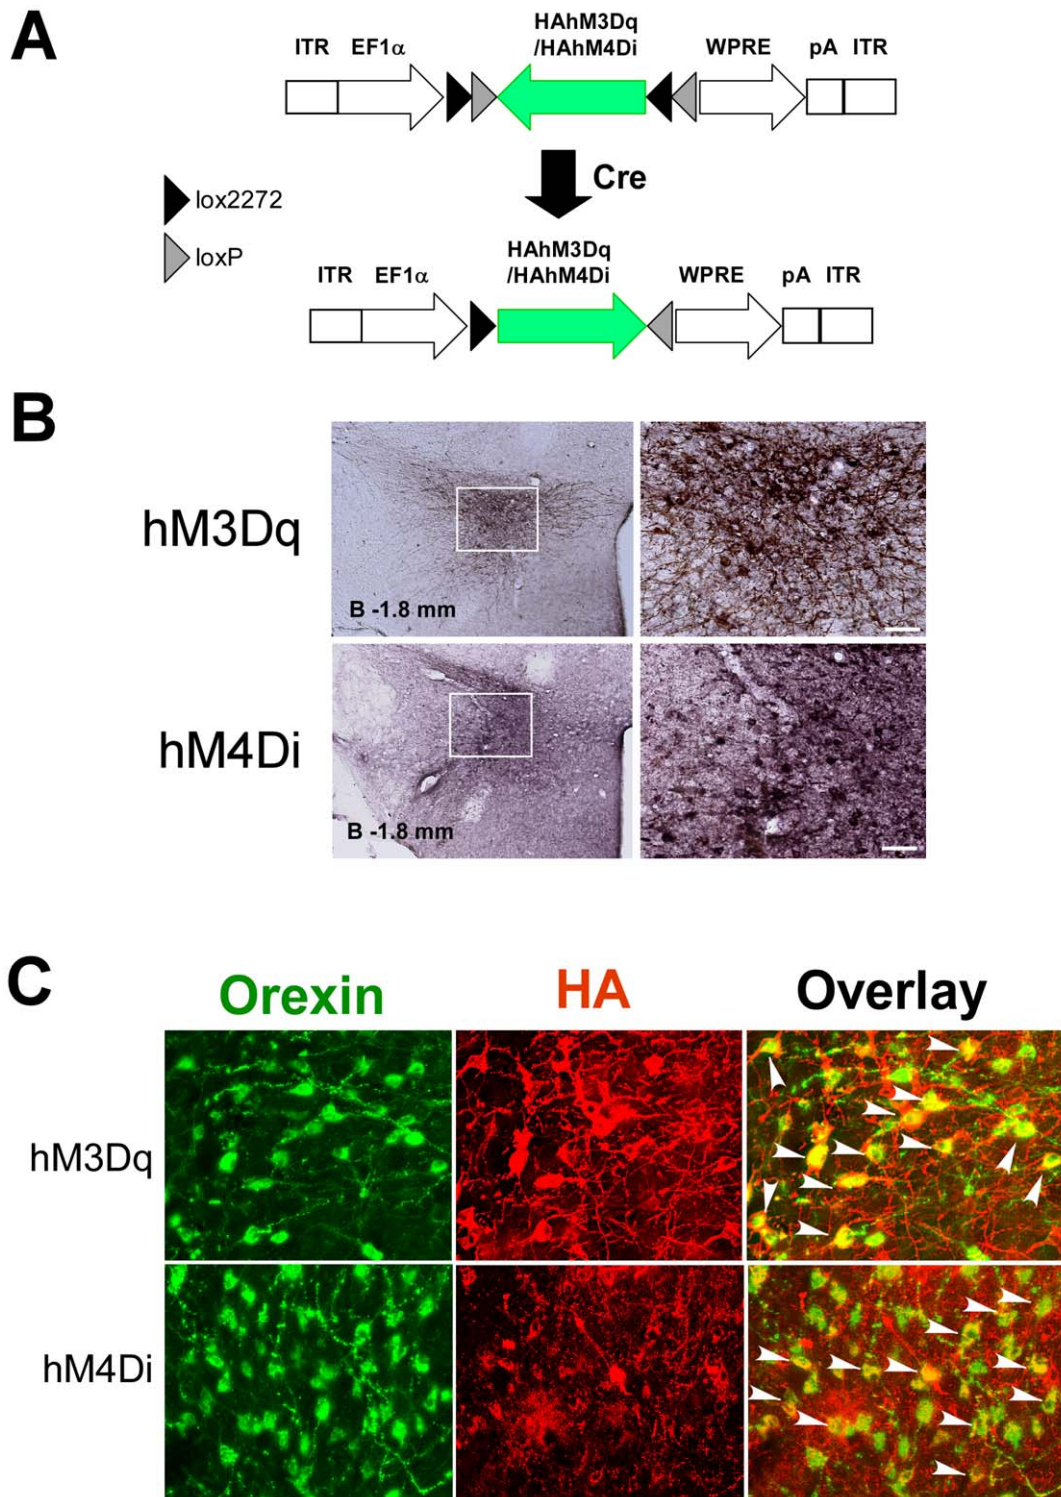 A
HAhM3Dq
/HAhM4Di
ITR EF1α WPRE pA ITR
Cre
lox2272
loxP
HAhM3Dq
/HAhM4Di
ITR EF1α WPRE pA ITR
B
hM3Dq
B -1.8 mm
hM4Di
B -1.8 mm
C
Orexin HA Overlay
hM3Dq
hM4Di